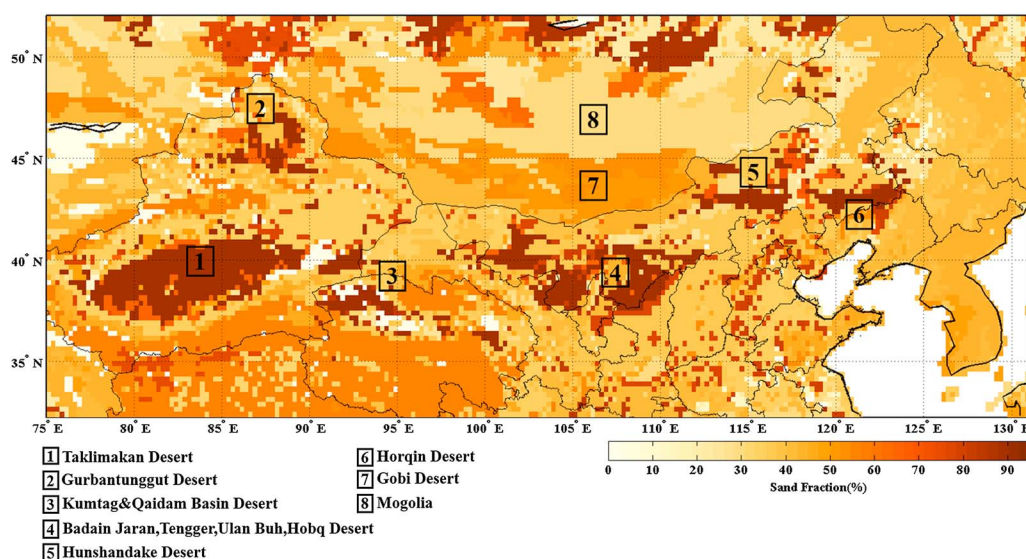 50° N
45° N
40° N
35° N
2
8
5
7
6
1
3
4
75° E 80° E 85° E 90° E 95° E 100° E 105° E 110° E 115° E 120° E 125° E 130° E
1 Taklimakan Desert
2 Gurbantunggut Desert
3 Kumtag&Qaidam Basin Desert
4 Badain Jaran,Tengger,Ulan Buh,Hobq Desert
5 Hunshandake Desert
6 Horqin Desert
7 Gobi Desert
8 Mogolia
0 10 20 30 40 50 60 70 80 90
Sand Fraction(%)